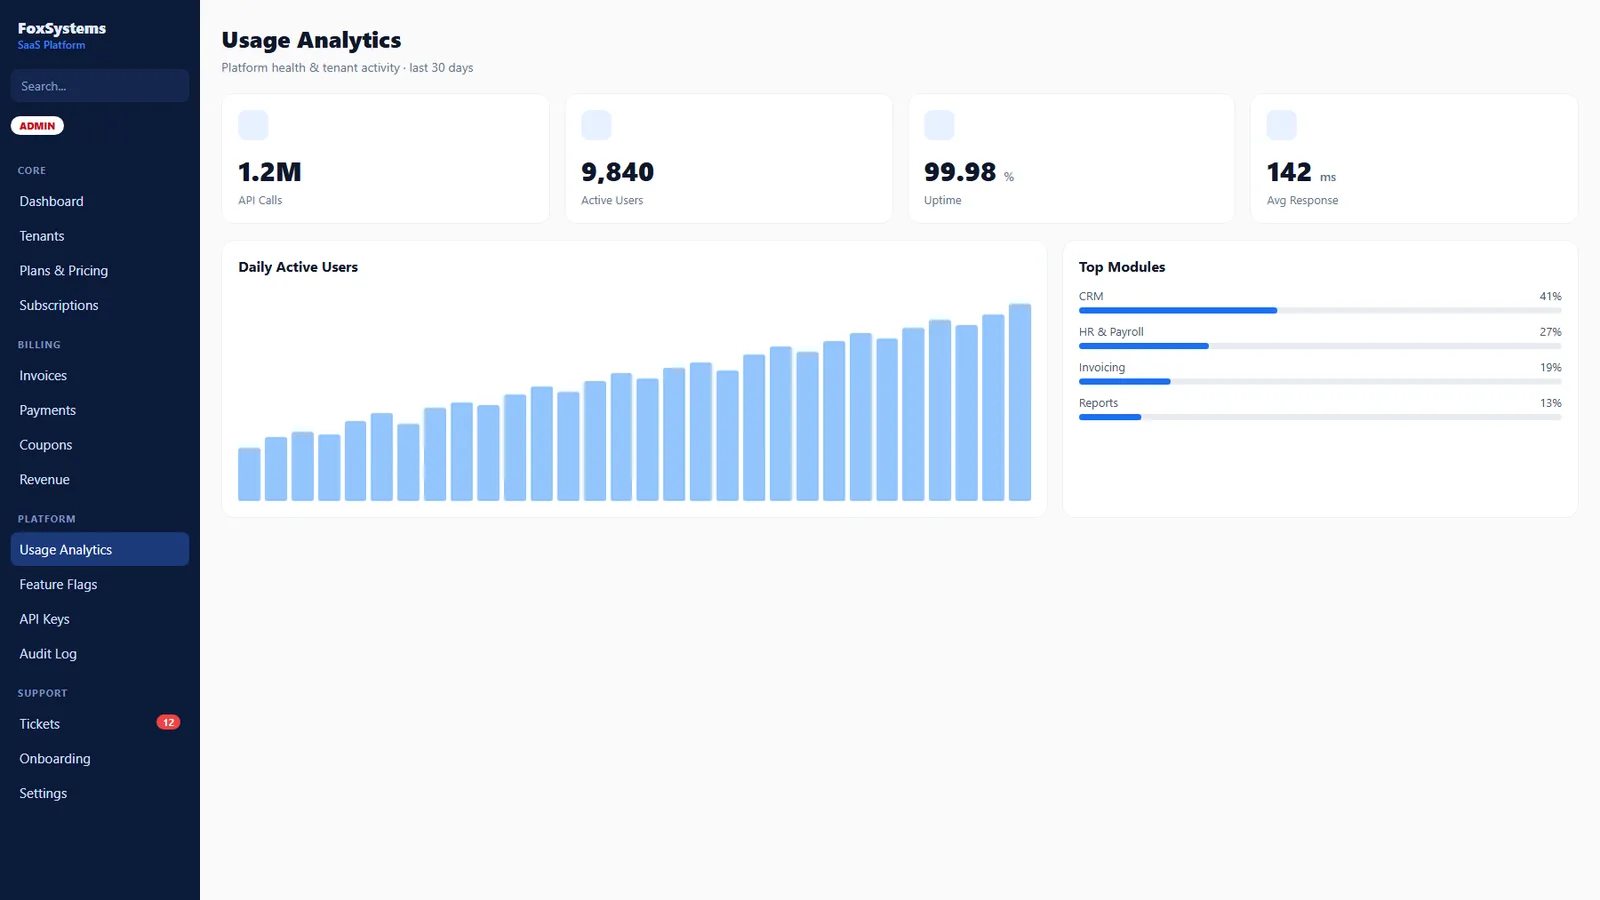 FoxSystems
SaaS Platform
Search...
ADMIN
CORE
Dashboard
Tenants
Plans & Pricing
Subscriptions
BILLING
Invoices
Payments
Coupons
Revenue
PLATFORM
Usage Analytics
Feature Flags
API Keys
Audit Log
SUPPORT
Tickets 12
Onboarding
Settings
Usage Analytics
Platform health & tenant activity · last 30 days
1.2M
API Calls
9,840
Active Users
99.98 %
Uptime
142 ms
Avg Response
Daily Active Users
Top Modules
CRM 41%
HR & Payroll 27%
Invoicing 19%
Reports 13%